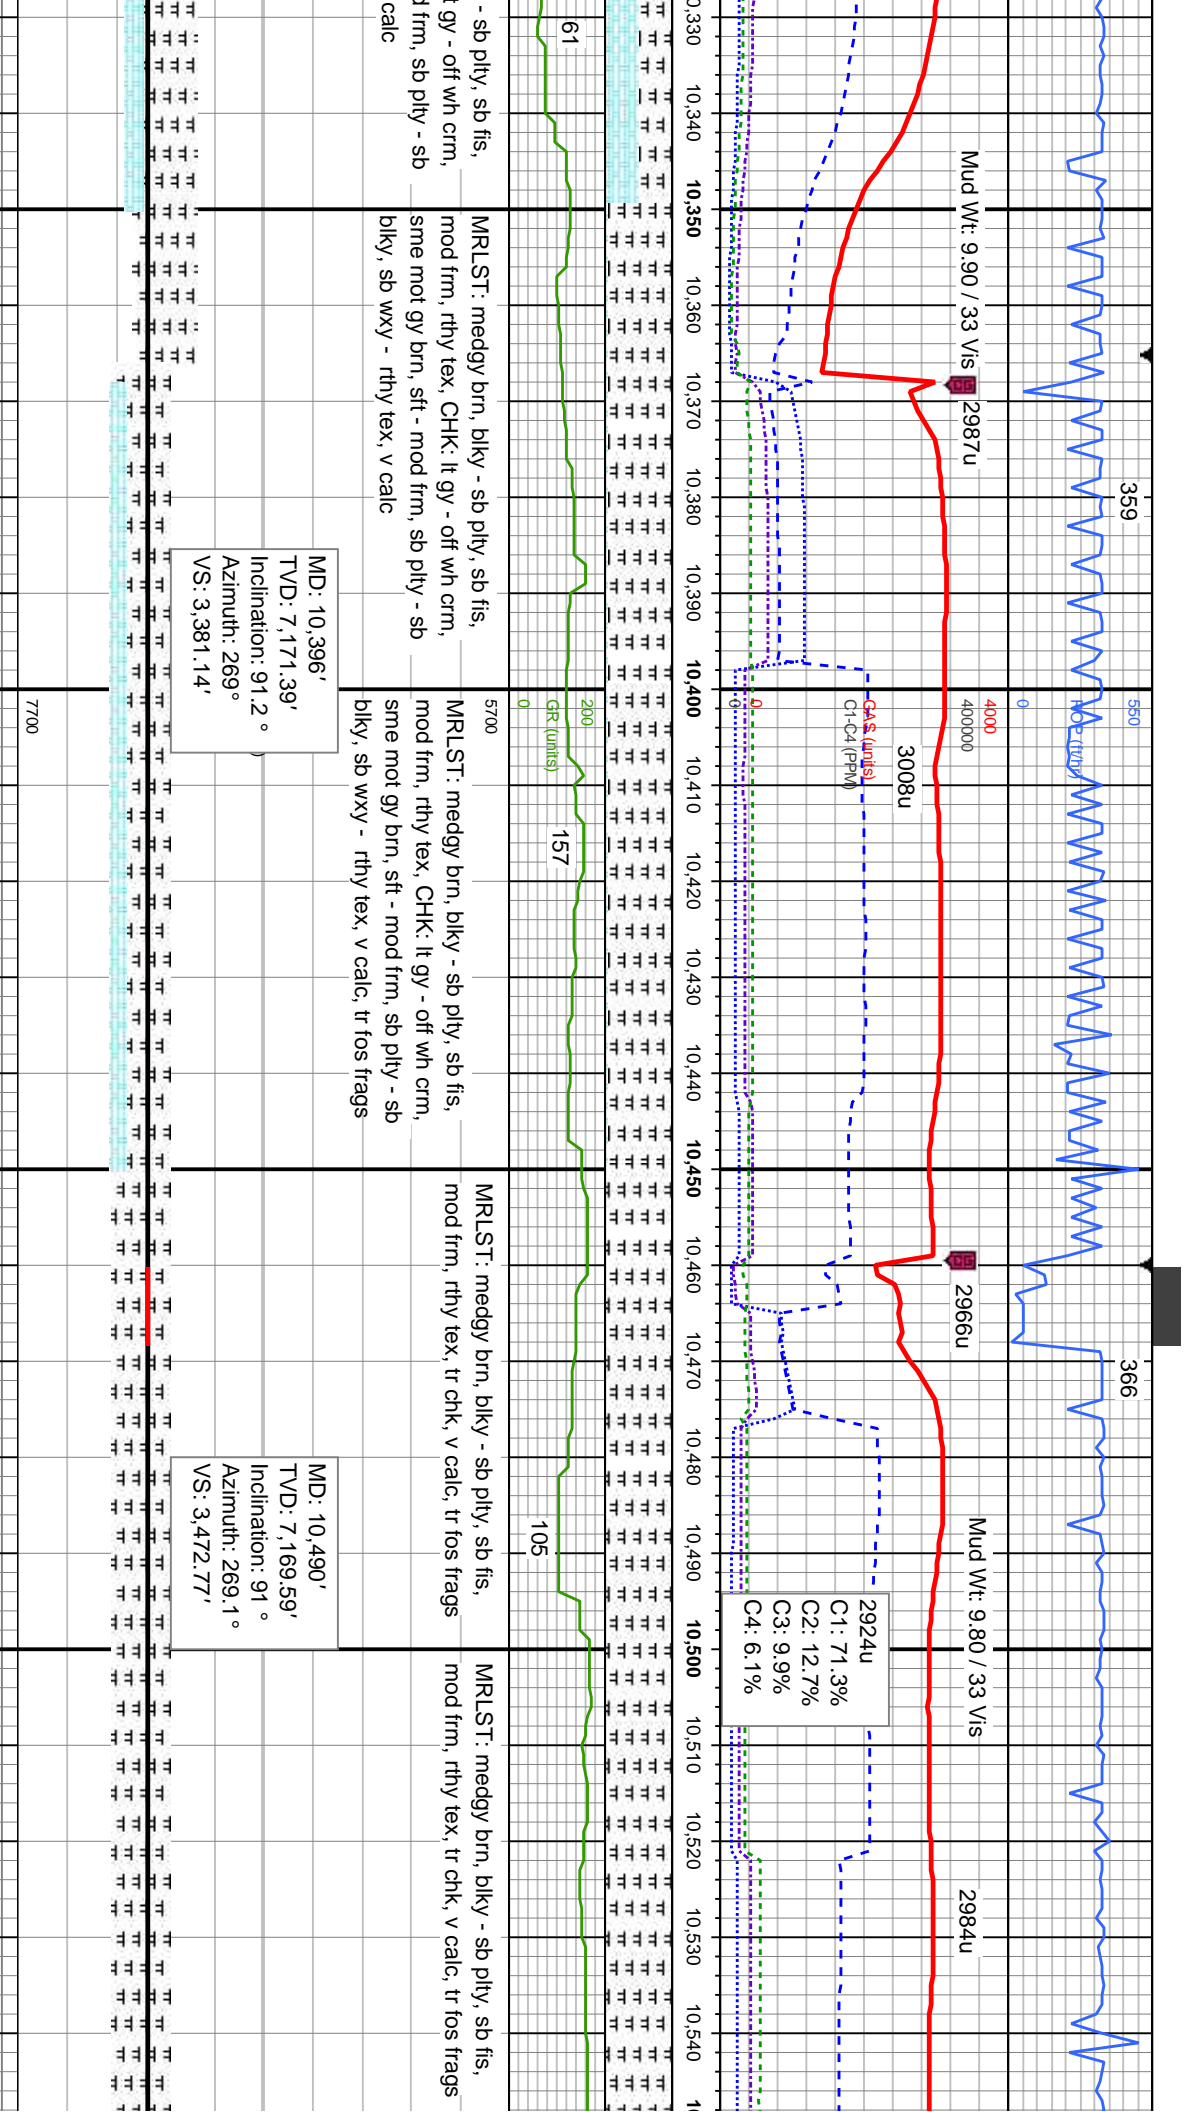 359
366
550
ROP (ft/hr)
0
Mud Wt: 9.90 / 33 Vis
2987u
2966u
Mud Wt: 9.80 / 33 Vis
2984u
4000
400000
3008u
GAS (units)
C1-C4 (PPM)
0
0
2924u
C1: 71.3%
C2: 12.7%
C3: 9.9%
C4: 6.1%
10,340
10,350
10,360
10,370
10,380
10,390
10,400
10,410
10,420
10,430
10,440
10,450
10,460
10,470
10,480
10,490
10,500
10,510
10,520
10,530
10,540
61
200
GR (units)
0
157
105
- sb plty, sb fis,
t gy - off wh crm,
d frm, sb plty - sb
calc
MRLST: medgy brn, blky - sb plty, sb fis,
mod frm, rthy tex, CHK: lt gy - off wh crm,
sme mot gy brn, sft - mod frm, sb plty - sb
blky, sb wxy - rthy tex, v calc
5700
MRLST: medgy brn, blky - sb plty, sb fis,
mod frm, rthy tex, CHK: lt gy - off wh crm,
sme mot gy brn, sft - mod frm, sb plty - sb
blky, sb wxy - rthy tex, v calc, tr fos frags
MRLST: medgy brn, blky - sb plty, sb fis,
mod frm, rthy tex, tr chk, v calc, tr fos frags
MRLST: medgy brn, blky - sb plty, sb fis,
mod frm, rthy tex, tr chk, v calc, tr fos frags
MD: 10,396'
TVD: 7,171.39'
Inclination: 91.2 °
Azimuth: 269°
VS: 3,381.14'
MD: 10,490'
TVD: 7,169.59'
Inclination: 91 °
Azimuth: 269.1°
VS: 3,472.77'
7700